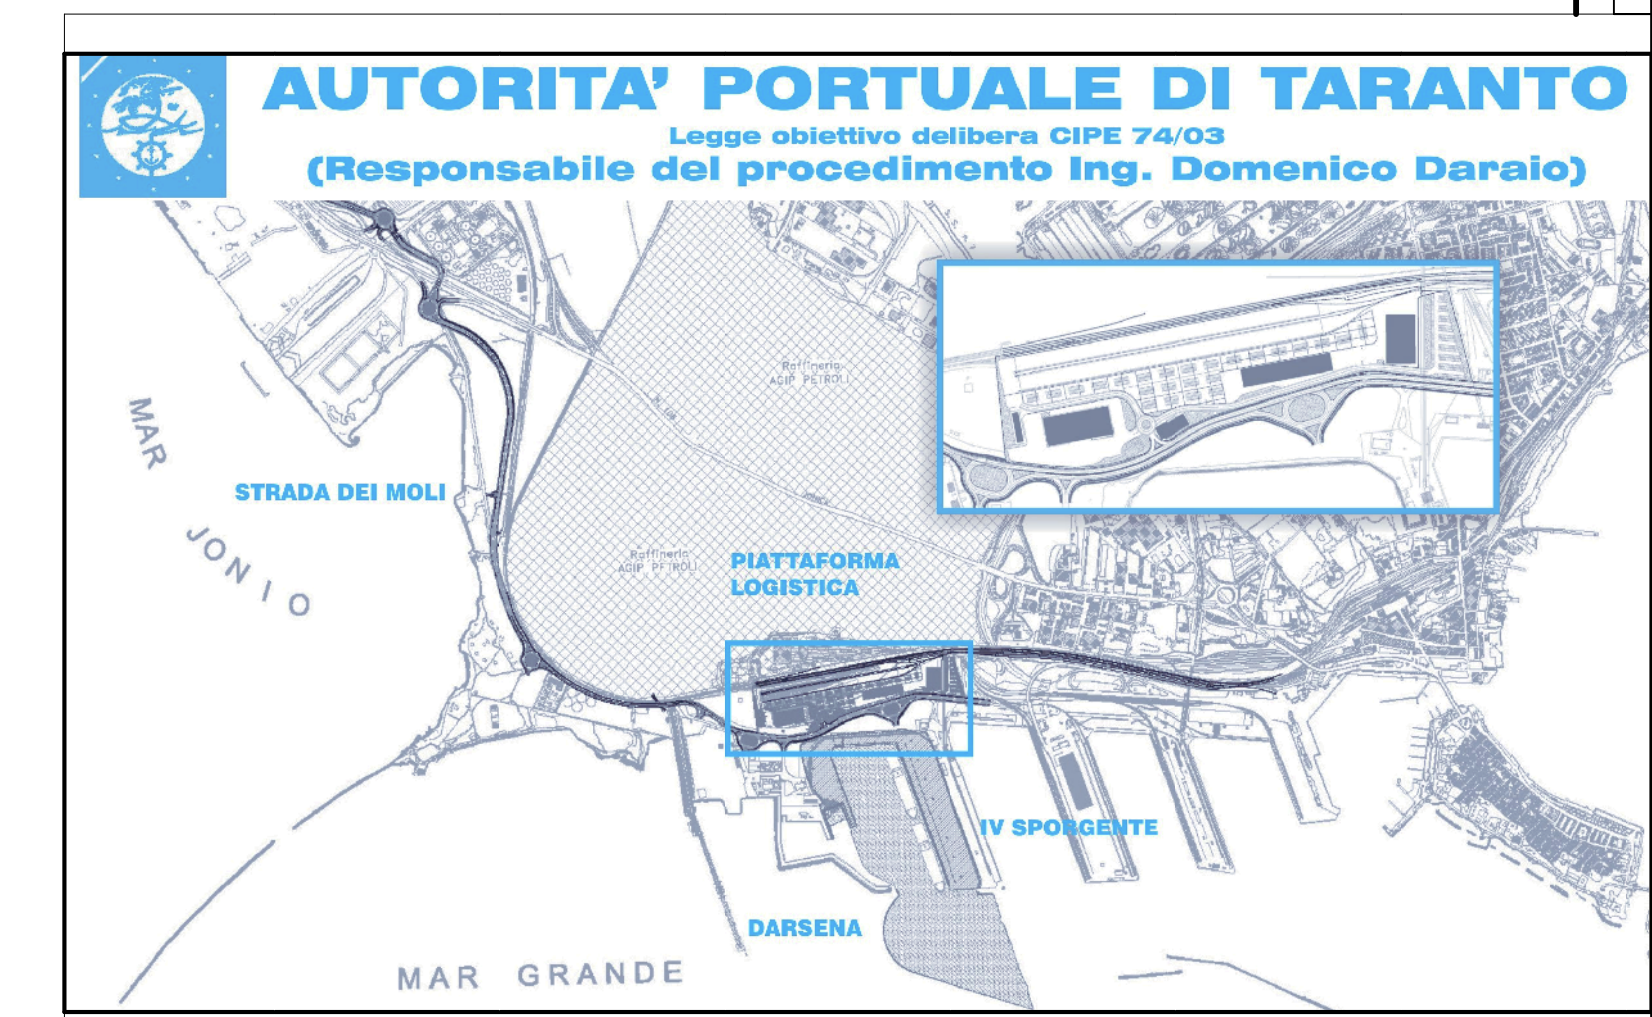 AUTORITA' PORTUALE DI TARANTO
Legge obiettivo delibera CIPE 74/03
(Responsabile del procedimento Ing. Domenico Daraio)
Raffineria
AGIP PETROLI
MAR
JONIO
STRADA DEI MOLI
Raffineria
AGIP PETROLI
PIATTAFORMA
LOGISTICA
IV SPORGENTE
DARSENA
MAR GRANDE